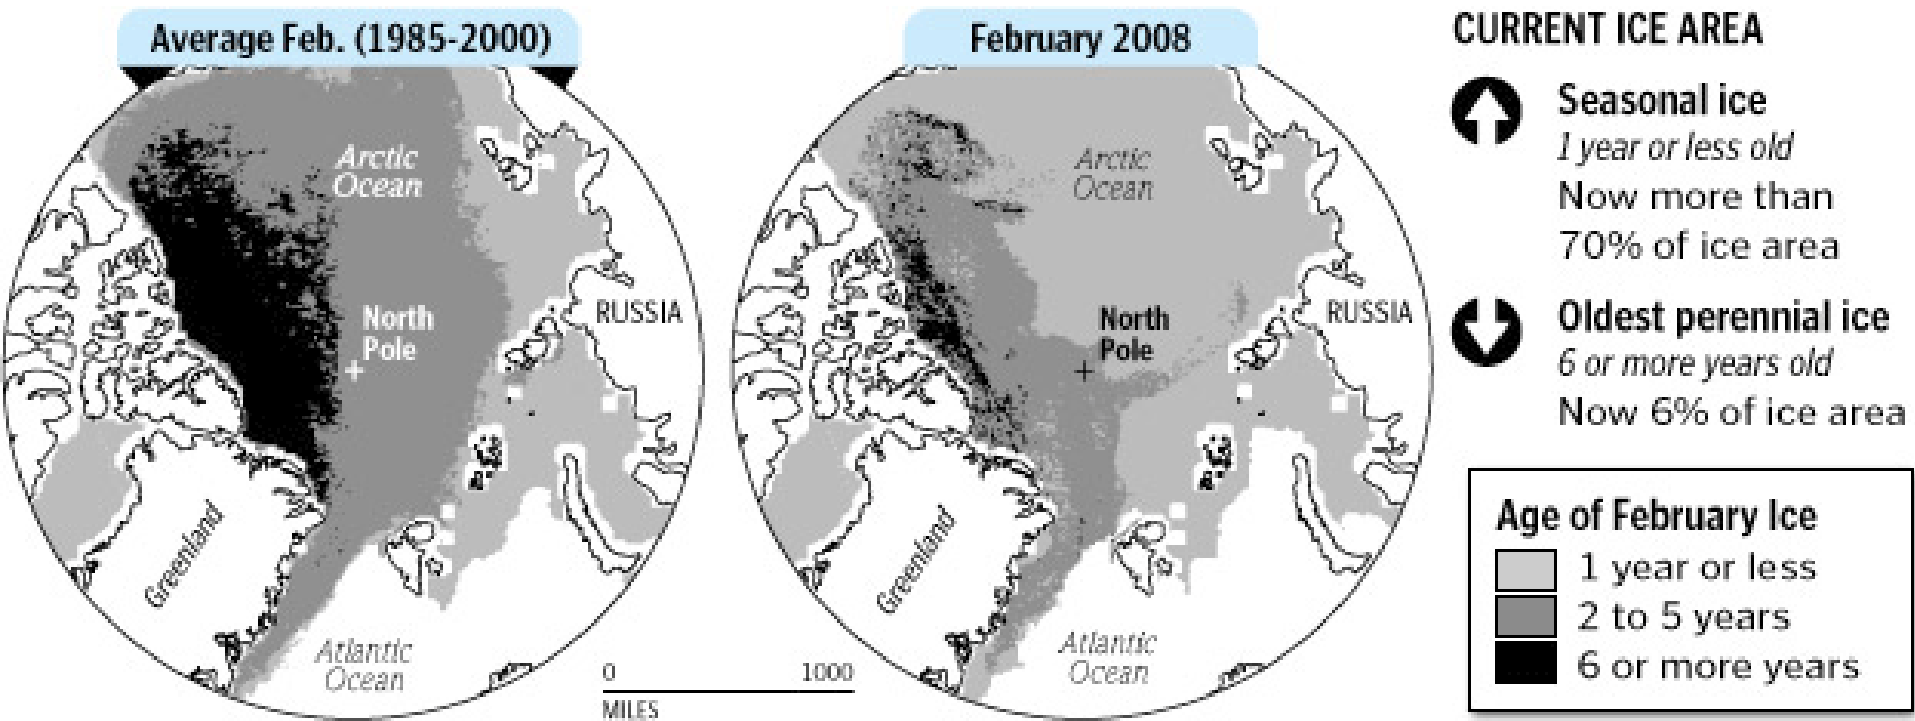 Average Feb. (1985-2000)
Arctic
Ocean
North
Pole
RUSSIA
Greenland
Atlantic
Ocean
0 1000
MILES
February 2008
Arctic
Ocean
North
Pole
RUSSIA
Greenland
Atlantic
Ocean
CURRENT ICE AREA
Seasonal ice
1 year or less old
Now more than
70% of ice area
Oldest perennial ice
6 or more years old
Now 6% of ice area
Age of February Ice
1 year or less
2 to 5 years
6 or more years